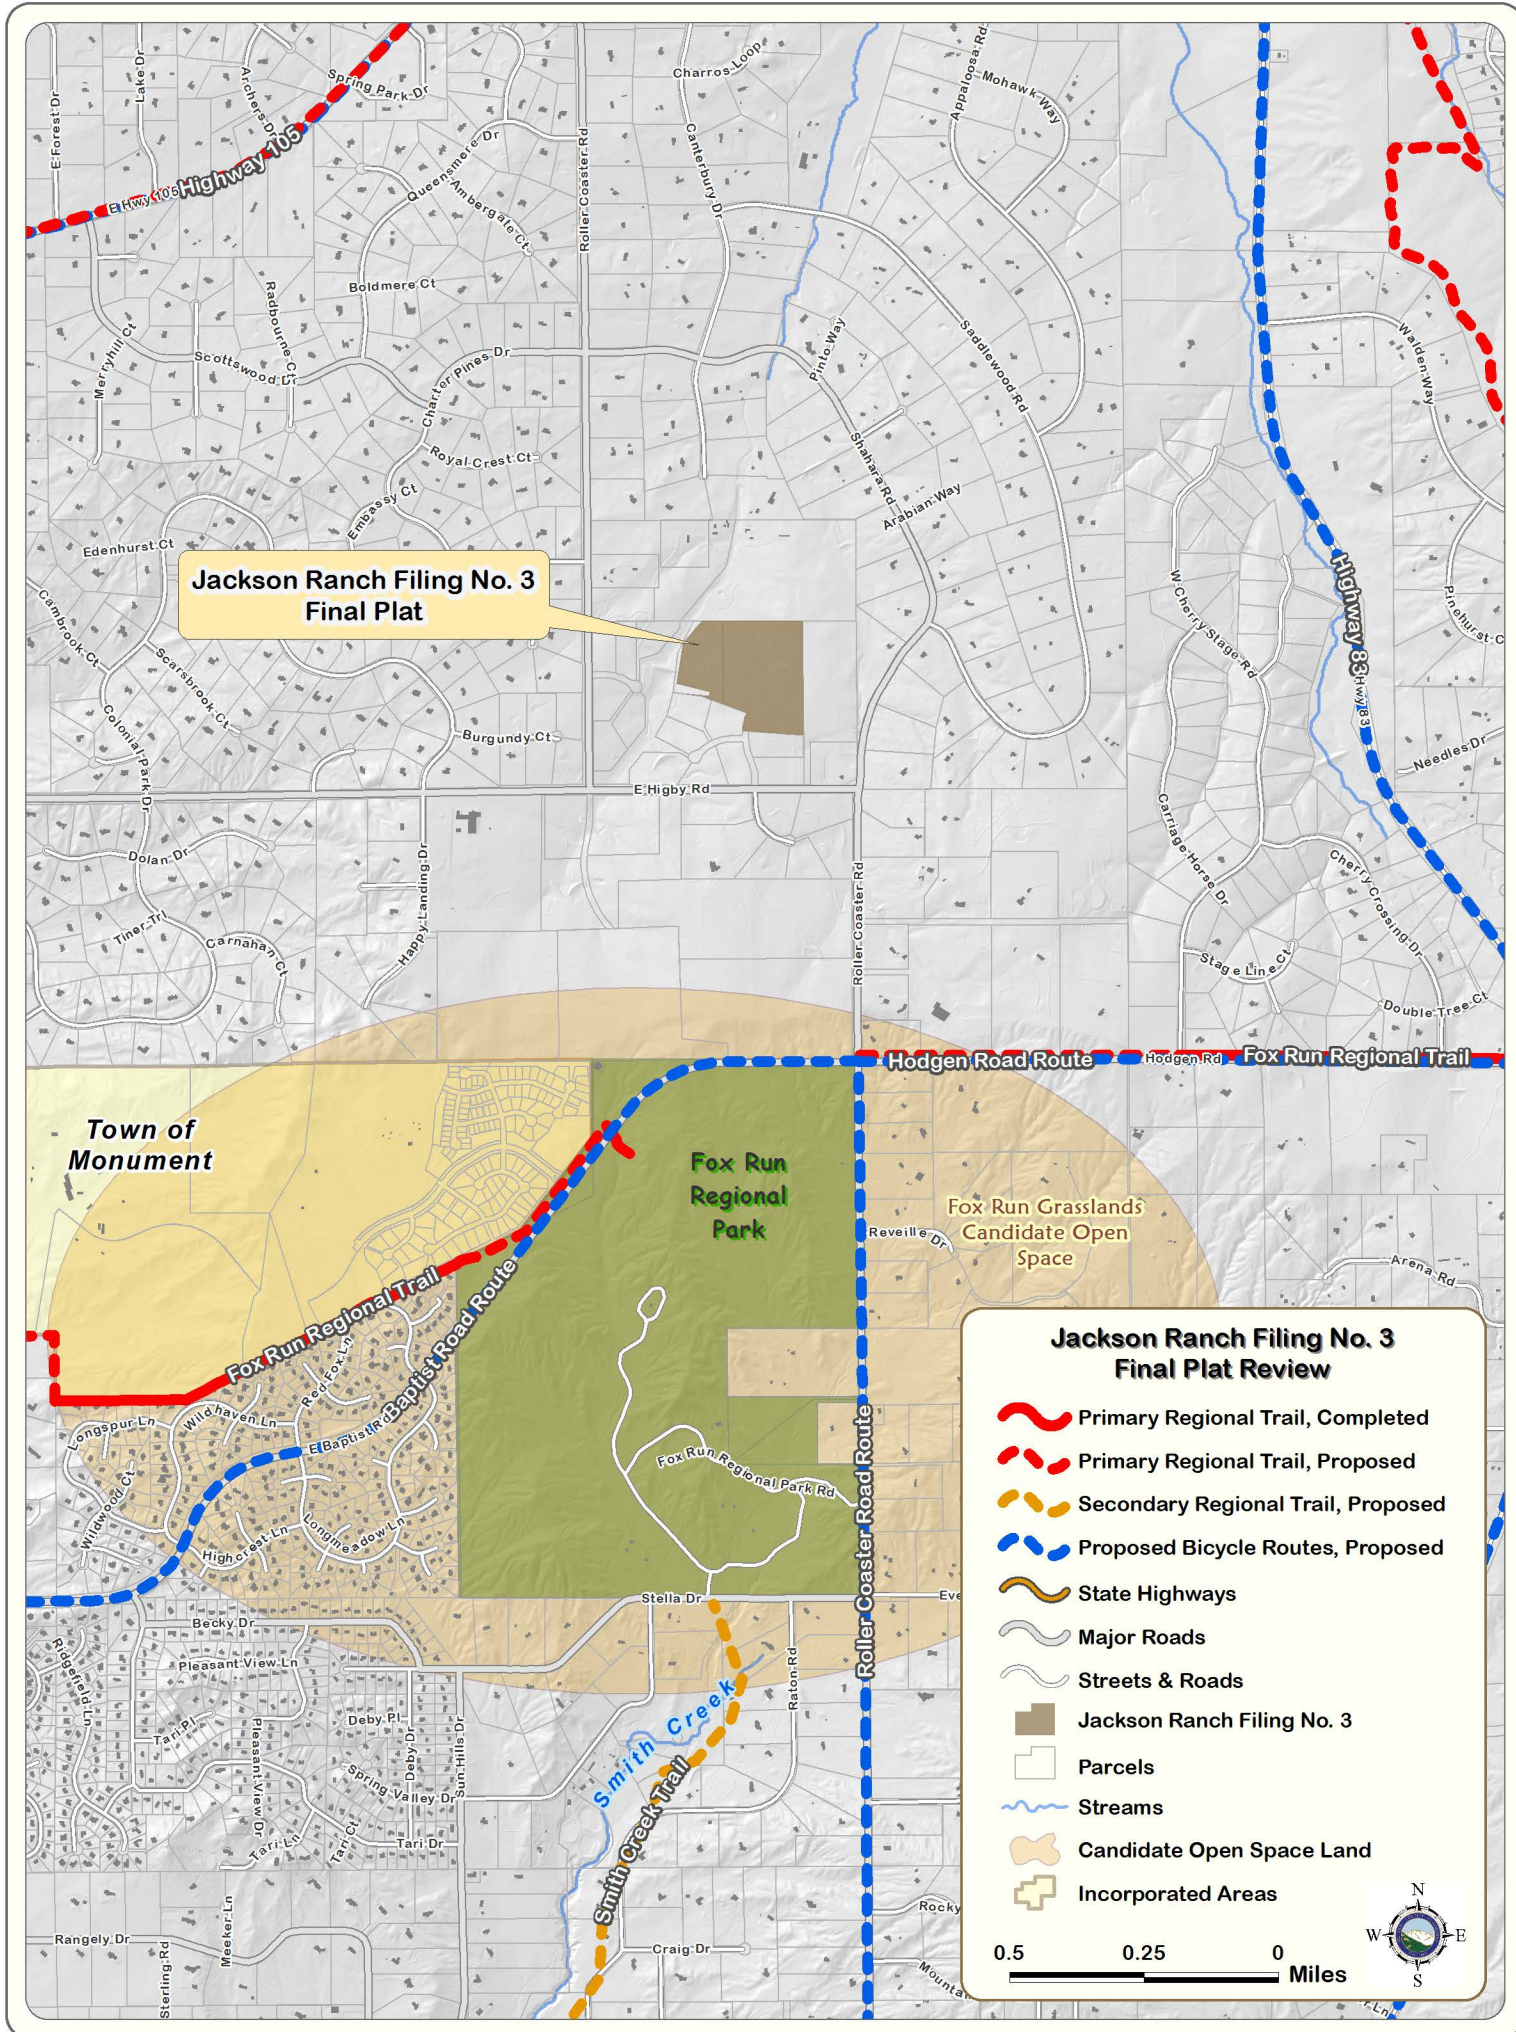 E Forest Dr
Lake Dr
Archers Dr
Spring Park Dr
Charros Loop
Appaloosa Rd
Mohawk Way
E Hwy 105
Highway 105
Queensmere Dr
Ambergate Ct
Roller Coaster Rd
Canterbury Dr
Boldmere Ct
Radbourne Ct
Merryhill Ct
Scottswood Dr
Charter Pines Dr
Pinto Way
Saddlewood Rd
Walden Way
Royal Crest Ct
Shahara Rd
Arabian Way
Embassy Ct
Edenhurst Ct
Jackson Ranch Filing No. 3
Final Plat
Cambrook Ct
Scarsbrook Ct
Colonial Park Dr
W Cherry Stage Rd
Highway 83
Hwy 83
Pinehurst C
Burgundy Ct
Needles Dr
E Higby Rd
Dolan Dr
Happy Landing Dr
Carriage Horse Dr
Cherry Crossing Dr
Roller Coaster Rd
Tiner Trl
Carnahan Ct
Stage Line Ct
Double Tree Ct
Hodgen Road Route
Hodgen Rd
Fox Run Regional Trail
Town of
Monument
Fox Run
Regional
Park
Fox Run Grasslands
Candidate Open
Space
Reveille Dr
Arena Rd
Fox Run Regional Trail
Baptist Road Route
Red Fox Ln
E Baptist Rd
Longspur Ln
Wildhaven Ln
Wildwood Ct
Highcrest Ln
Longmeadow Ln
Fox Run Regional Park Rd
Roller Coaster Road Route
Stella Dr
Eve
Becky Dr
Ridgefield Ln
Pleasant View Ln
Raton Rd
Smith Creek
Tari Pl
Deby Pl
Deby Dr
Sun Hills Dr
Pleasant View Dr
Spring Valley Dr
Smith Creek Trail
Tari Ln
Tari Ct
Tari Dr
Meeker Ln
Rangely Dr
Sterling Rd
Craig Dr
Rocky
Mounta
r Ln
Jackson Ranch Filing No. 3
Final Plat Review
Primary Regional Trail, Completed
Primary Regional Trail, Proposed
Secondary Regional Trail, Proposed
Proposed Bicycle Routes, Proposed
State Highways
Major Roads
Streets & Roads
Jackson Ranch Filing No. 3
Parcels
Streams
Candidate Open Space Land
Incorporated Areas
N
W
E
S
0.5
0.25
0
Miles